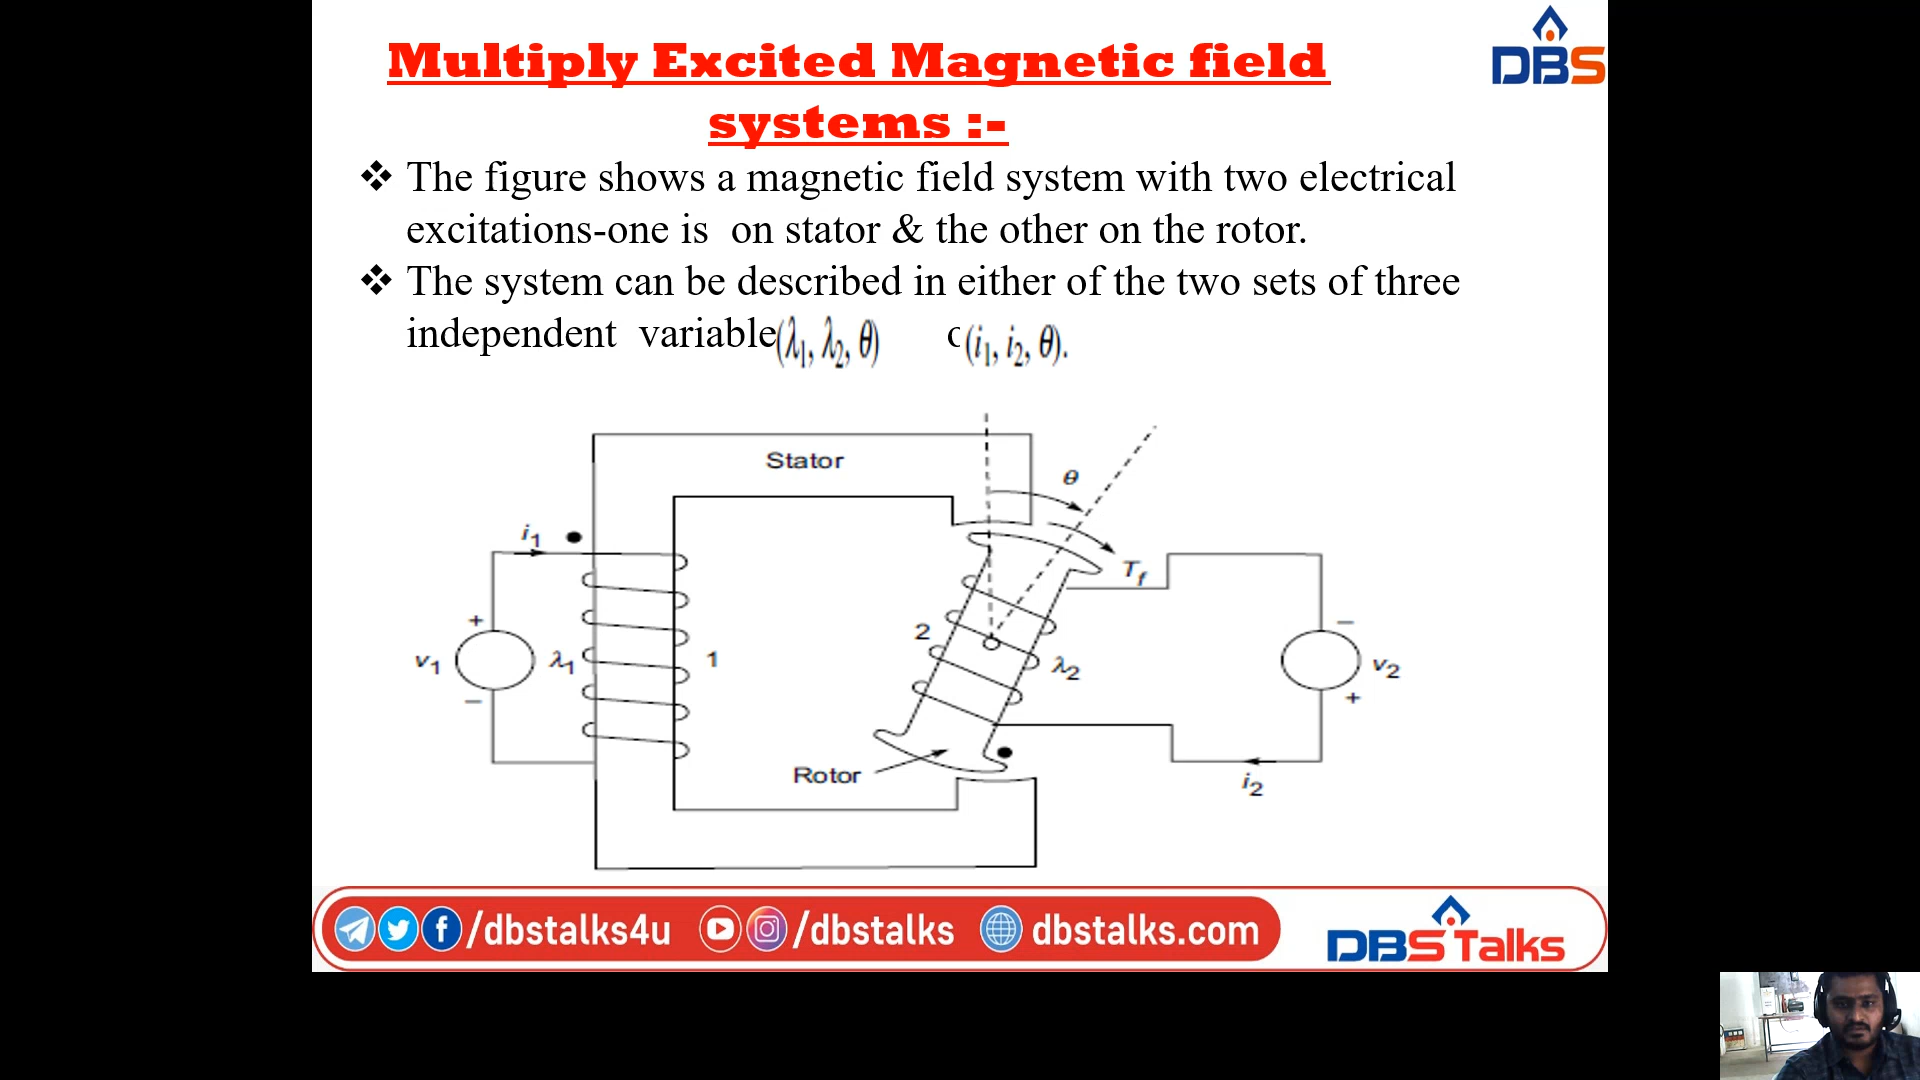 Multiply Excited Magnetic field
systems :-
DBS
❖ The figure shows a magnetic field system with two electrical
excitations-one is on stator & the other on the rotor.
❖ The system can be described in either of the two sets of three
independent variable(λ₁, λ₂, θ) c(i₁, i₂, θ).
Stator
θ
i₁
T_f
+
−
v₁
λ₁
1
2
λ₂
v₂
−
+
Rotor
i₂
/dbstalks4u /dbstalks dbstalks.com
DBS Talks